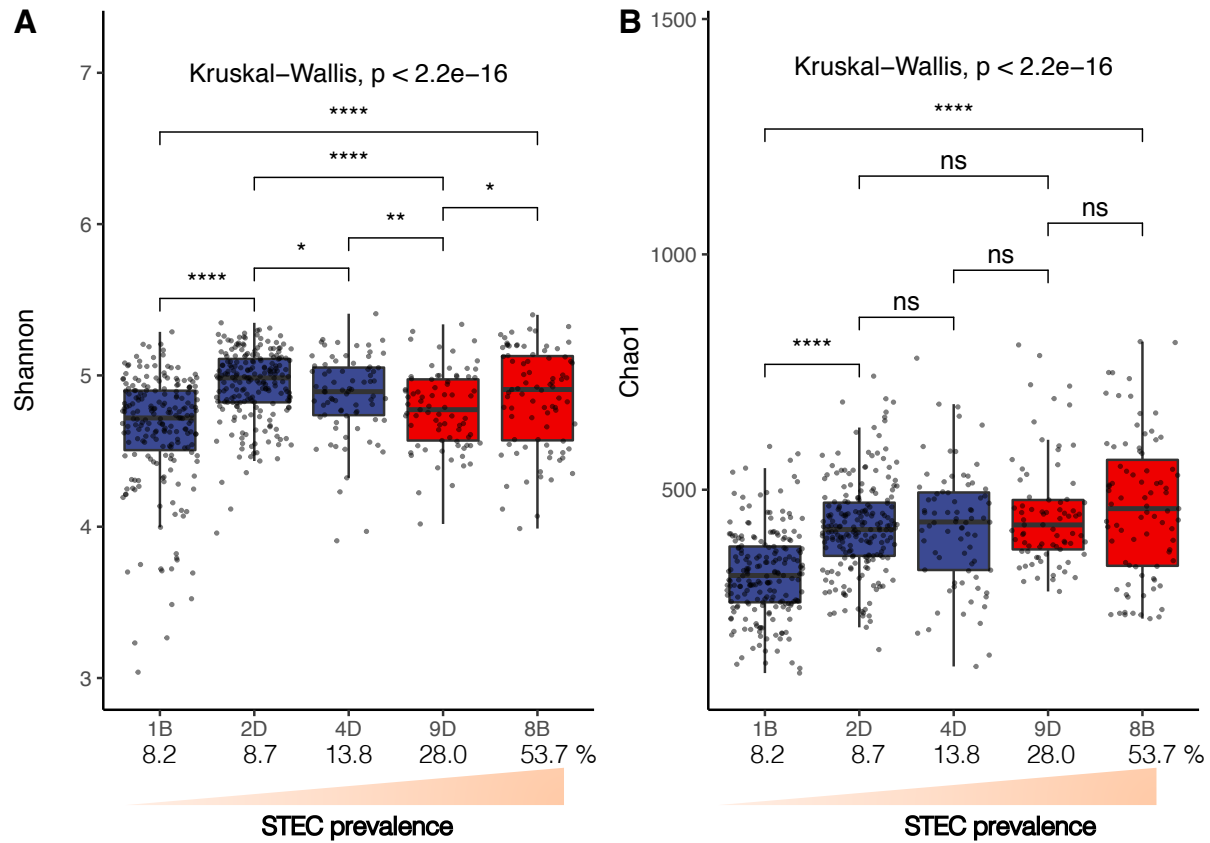 A
Kruskal−Wallis, p < 2.2e−16
****
****
*
**
*
****
7
6
5
4
3
Shannon
1B 2D 4D 9D 8B
8.2 8.7 13.8 28.0 53.7 %
STEC prevalence
B
Kruskal−Wallis, p < 2.2e−16
****
ns
ns
ns
ns
****
1500
1000
500
Chao1
1B 2D 4D 9D 8B
8.2 8.7 13.8 28.0 53.7 %
STEC prevalence